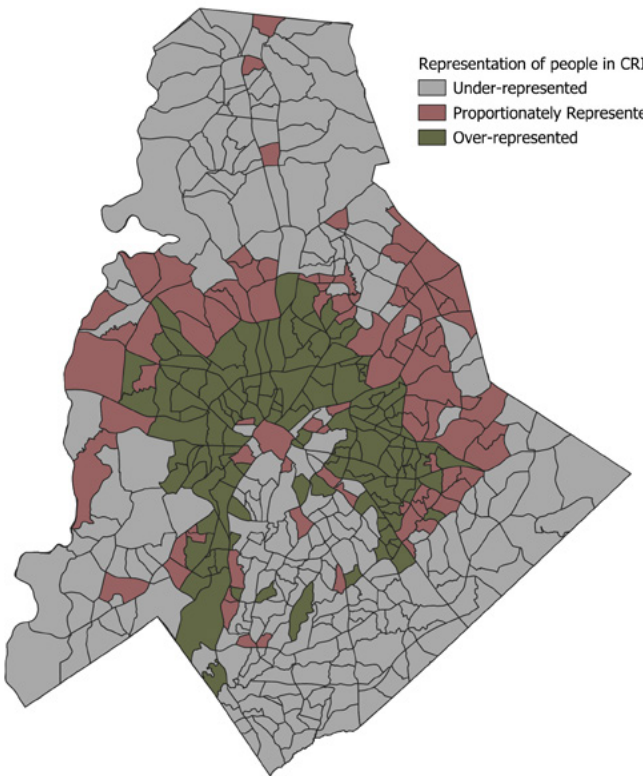 Representation of people in CRI
Under-represented
Proportionately Represente
Over-represented